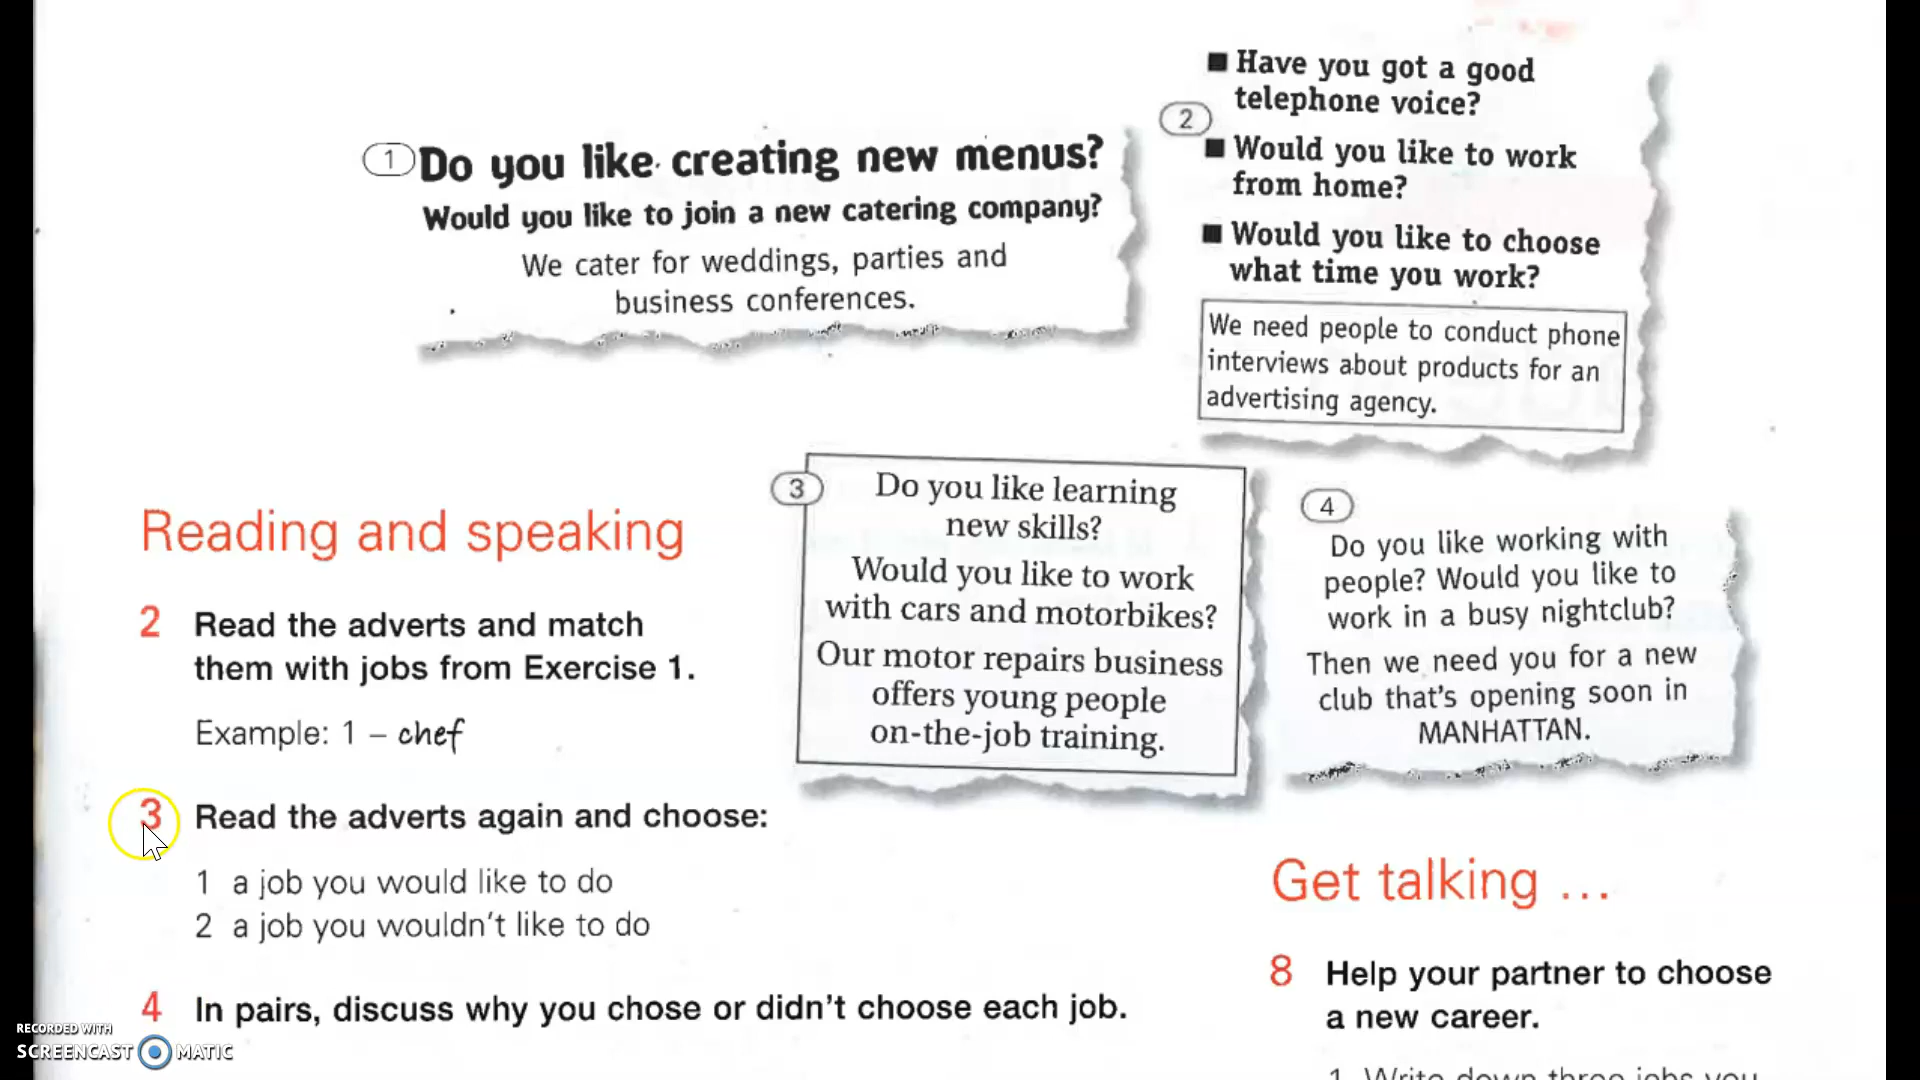 1
Do you like creating new menus?
Would you like to join a new catering company?
We cater for weddings, parties and
business conferences.
2
■ Have you got a good
telephone voice?
■ Would you like to work
from home?
■ Would you like to choose
what time you work?
We need people to conduct phone
interviews about products for an
advertising agency.
3
Do you like learning
new skills?
Would you like to work
with cars and motorbikes?
Our motor repairs business
offers young people
on-the-job training.
4
Do you like working with
people? Would you like to
work in a busy nightclub?
Then we need you for a new
club that's opening soon in
MANHATTAN.
Reading and speaking
2 Read the adverts and match
them with jobs from Exercise 1.
Example: 1 – chef
3 Read the adverts again and choose:
1 a job you would like to do
2 a job you wouldn't like to do
4 In pairs, discuss why you chose or didn't choose each job.
Get talking ...
8 Help your partner to choose
a new career.
1 Write down three jobs you
RECORDED WITH
SCREENCAST MATIC